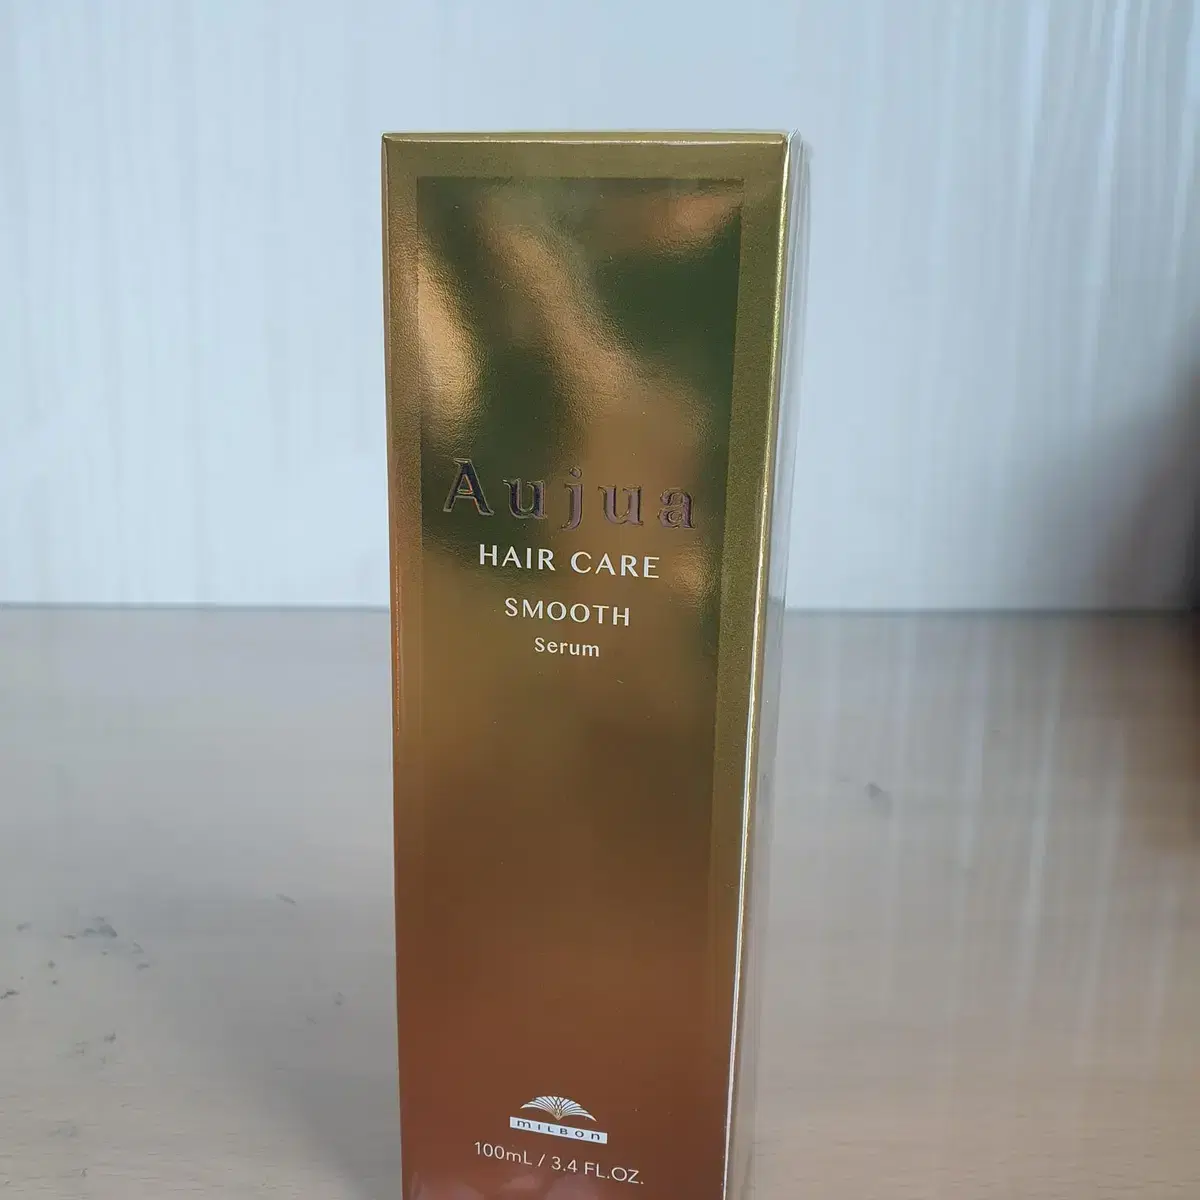 Aujua
HAIR CARE
SMOOTH
Serum
MILBON
100mL / 3.4 FL.OZ.